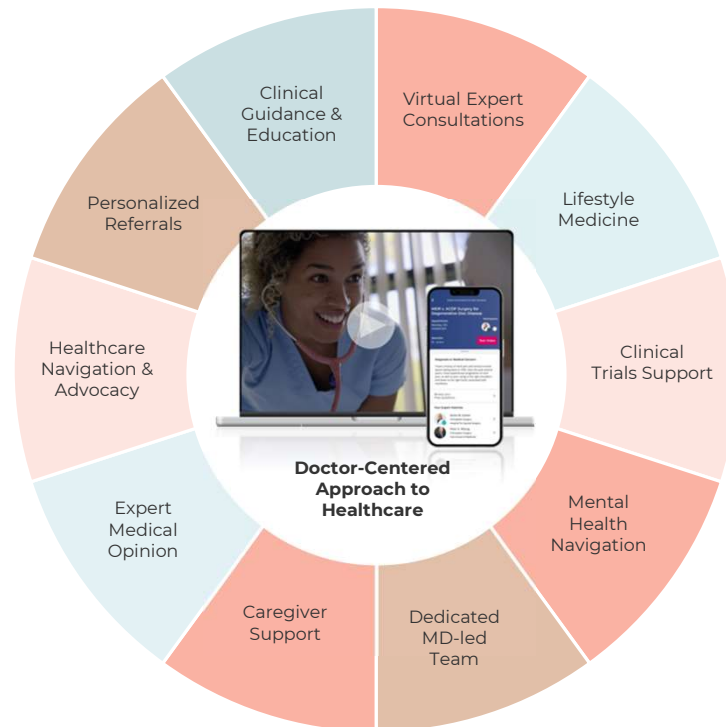 Clinical
Guidance &
Education
Virtual Expert
Consultations
Lifestyle
Medicine
Clinical
Trials Support
Mental
Health
Navigation
Dedicated
MD-led
Team
Caregiver
Support
Expert
Medical
Opinion
Healthcare
Navigation &
Advocacy
Personalized
Referrals
Doctor-Centered
Approach to
Healthcare